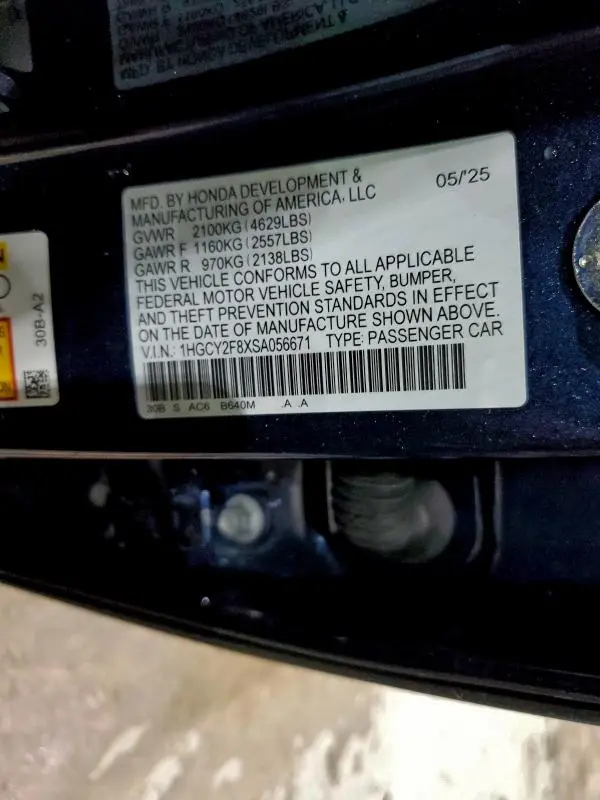 MFD. BY HONDA DEVELOPMENT & 05/'25
MANUFACTURING OF AMERICA, LLC
GVWR 2100KG (4629LBS)
GAWR F 1160KG (2557LBS)
GAWR R 970KG (2138LBS)
THIS VEHICLE CONFORMS TO ALL APPLICABLE
FEDERAL MOTOR VEHICLE SAFETY, BUMPER,
AND THEFT PREVENTION STANDARDS IN EFFECT
ON THE DATE OF MANUFACTURE SHOWN ABOVE.
V.I.N.: 1HGCY2F8XSA056671 TYPE: PASSENGER CAR
30B S AC6 B640M .A .A
30B-A2